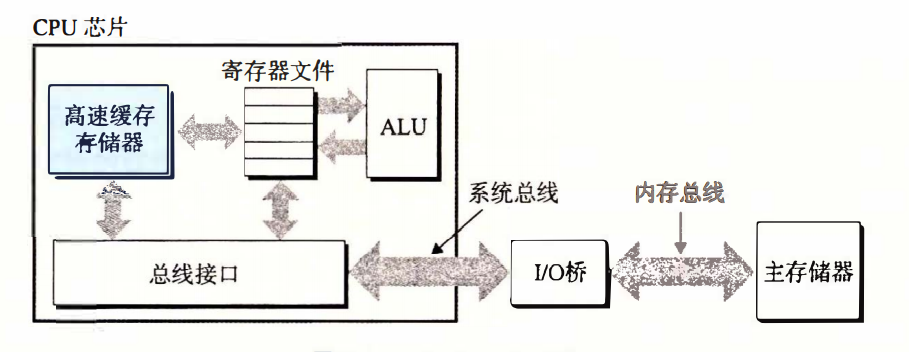 CPU 芯片
寄存器文件
高速缓存
存储器
ALU
系统总线
内存总线
总线接口
I/O桥
主存储器